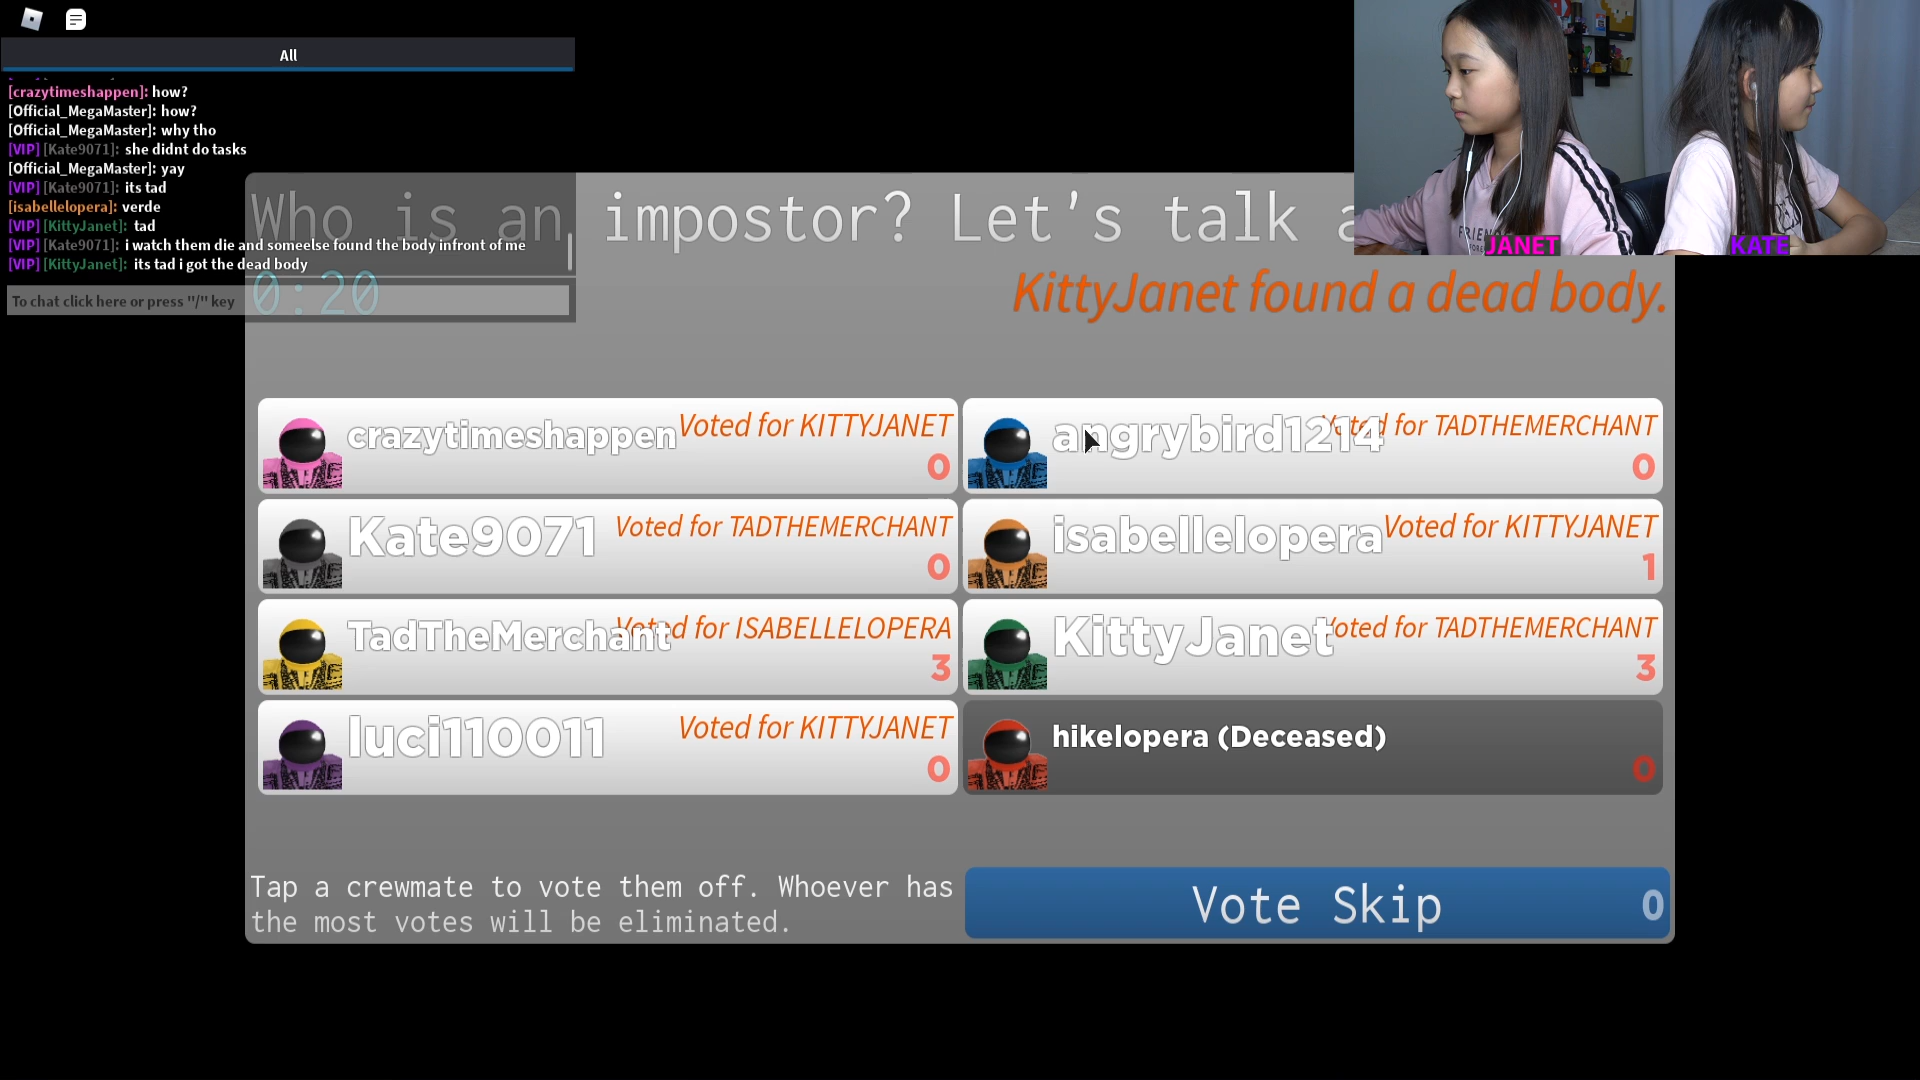 All
[crazytimeshappen]: how?
[Official_MegaMaster]: how?
[Official_MegaMaster]: why tho
[VIP] [Kate9071]: she didnt do tasks
[Official_MegaMaster]: yay
[VIP] [Kate9071]: its tad
[isabellelopera]: verde
[VIP] [KittyJanet]: tad
[VIP] [Kate9071]: i watch them die and someelse found the body infront of me
[VIP] [KittyJanet]: its tad i got the dead body
To chat click here or press "/" key
Who is an impostor? Let's talk a
0:20
JANET
KATE
KittyJanet found a dead body.
crazytimeshappen Voted for KITTYJANET
0
angrybird1214 Voted for TADTHEMERCHANT
0
Kate9071 Voted for TADTHEMERCHANT
0
isabellelopera Voted for KITTYJANET
1
TadTheMerchant Voted for ISABELLELOPERA
3
KittyJanet Voted for TADTHEMERCHANT
3
luci110011 Voted for KITTYJANET
0
hikelopera (Deceased)
0
Tap a crewmate to vote them off. Whoever has
the most votes will be eliminated.
Vote Skip 0